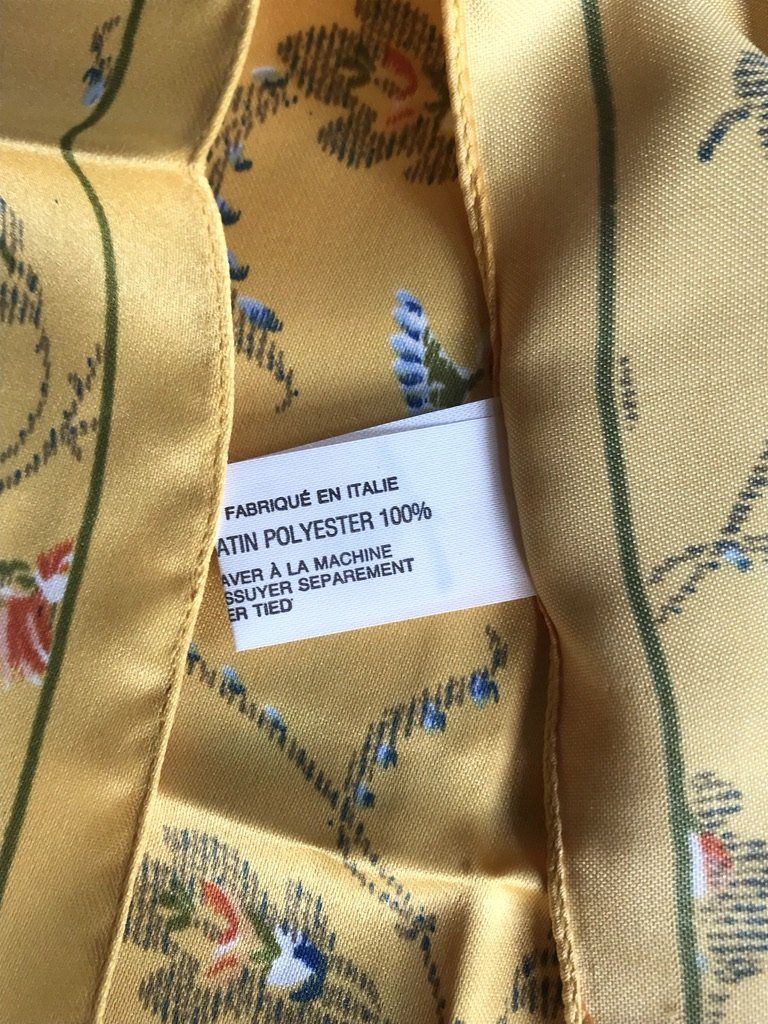 FABRIQUÉ EN ITALIE
ATIN POLYESTER 100%
AVER À LA MACHINE
SSUYER SEPAREMENT
ER TIED